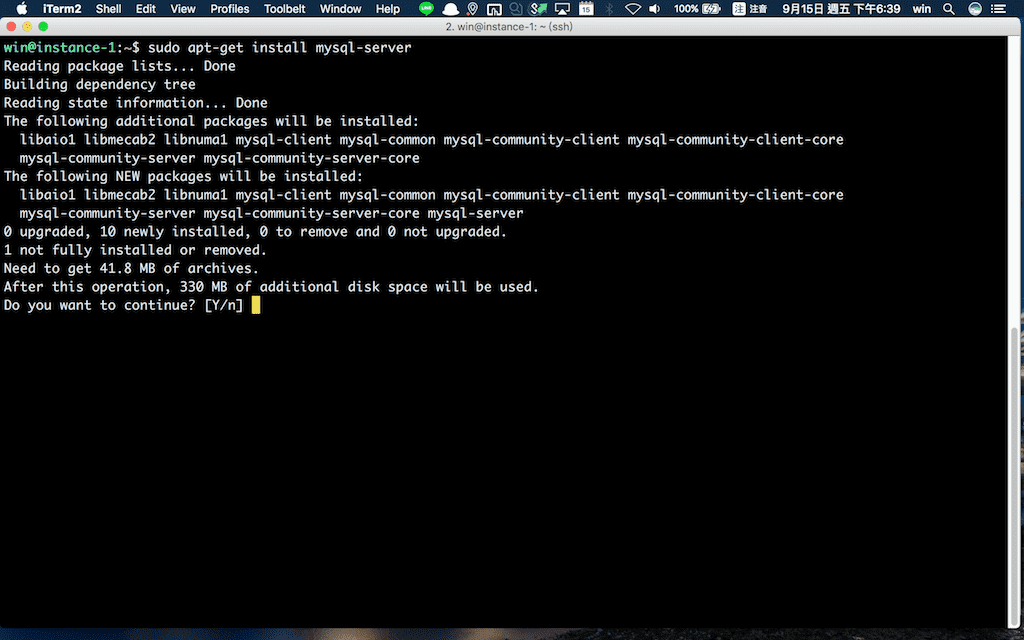 iTerm2 Shell Edit View Profiles Toolbelt Window Help LINE 15 100% 注 注音 9月15日 週五 下午6:39 win
2. win@instance-1: ~ (ssh)
win@instance-1:~$ sudo apt-get install mysql-server
Reading package lists... Done
Building dependency tree
Reading state information... Done
The following additional packages will be installed:
  libaio1 libmecab2 libnuma1 mysql-client mysql-common mysql-community-client mysql-community-client-core
  mysql-community-server mysql-community-server-core
The following NEW packages will be installed:
  libaio1 libmecab2 libnuma1 mysql-client mysql-common mysql-community-client mysql-community-client-core
  mysql-community-server mysql-community-server-core mysql-server
0 upgraded, 10 newly installed, 0 to remove and 0 not upgraded.
1 not fully installed or removed.
Need to get 41.8 MB of archives.
After this operation, 330 MB of additional disk space will be used.
Do you want to continue? [Y/n]